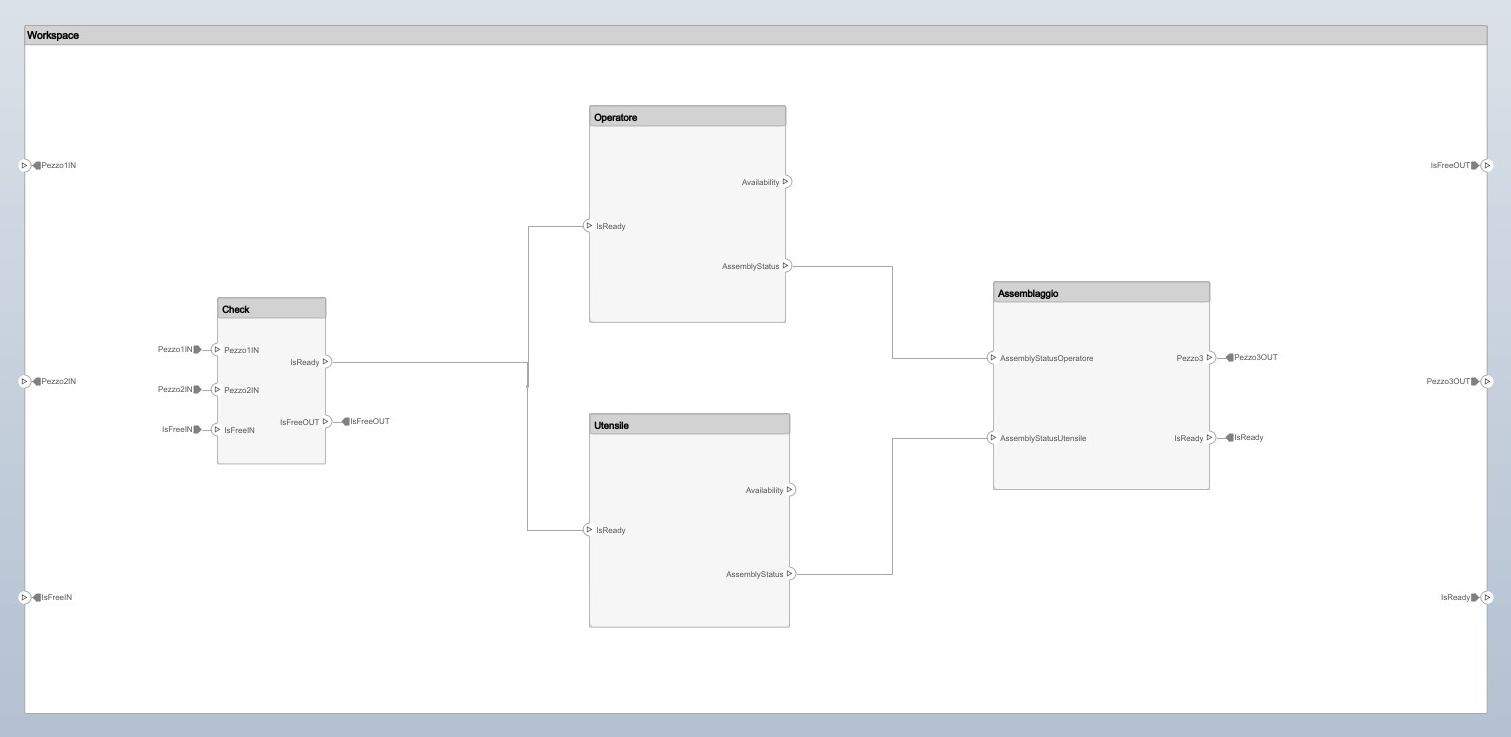 Workspace
Operatore
Pezzo1IN
IsFreeOUT
Availability
IsReady
AssemblyStatus
Assemblaggio
Check
Pezzo1IN
Pezzo1IN
IsReady
AssemblyStatusOperatore
Pezzo3
Pezzo3OUT
Pezzo2IN
Pezzo3OUT
Pezzo2IN
Pezzo2IN
IsFreeOUT
IsFreeOUT
IsFreeIN
IsFreeIN
Utensile
AssemblyStatusUtensile
IsReady
IsReady
Availability
IsReady
AssemblyStatus
IsFreeIN
IsReady